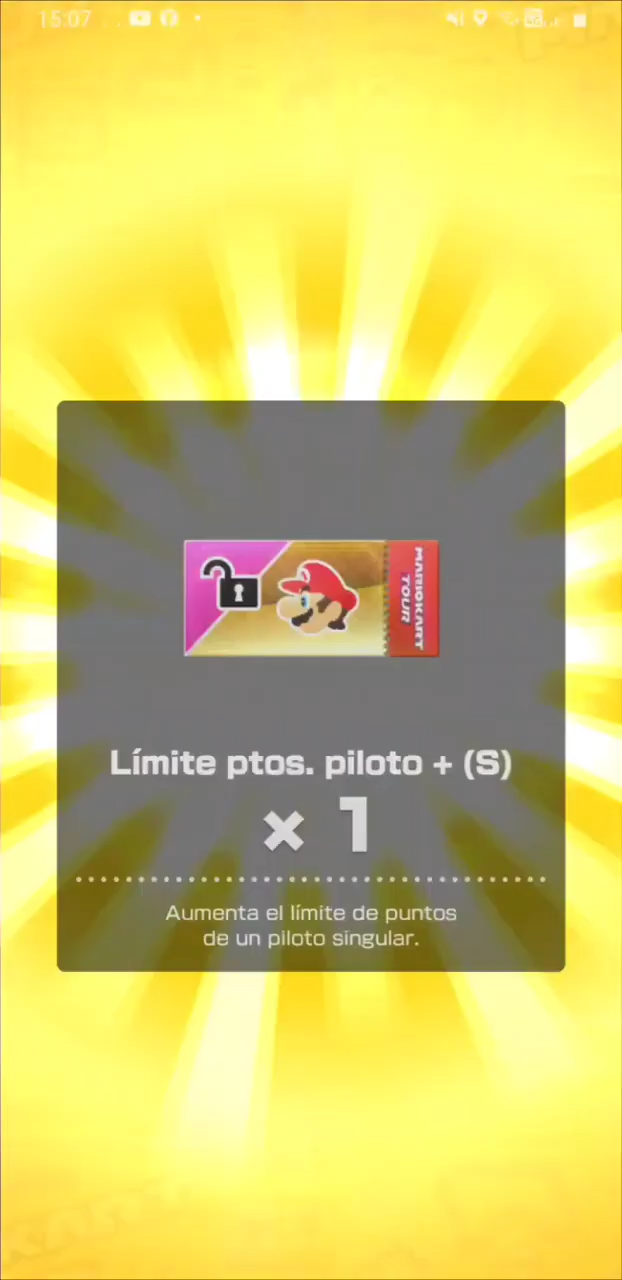 15:07
MARIOKART
TOUR
Límite ptos. piloto + (S)
× 1
Aumenta el límite de puntos
de un piloto singular.